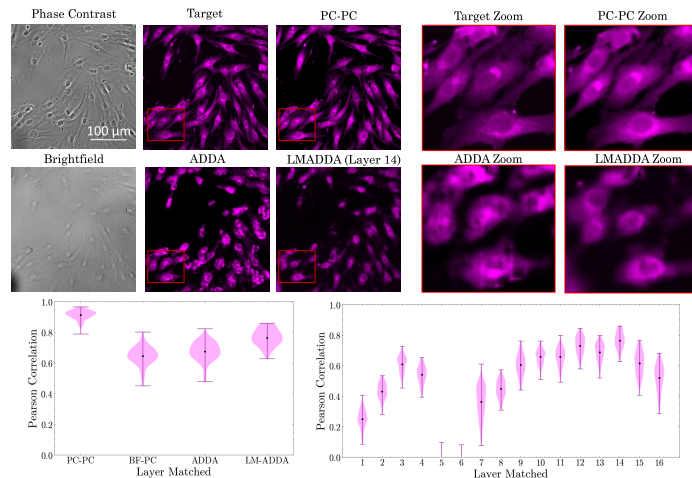 Phase Contrast Target PC-PC Target Zoom PC-PC Zoom
100 μm
Brightfield ADDA LMADDA (Layer 14) ADDA Zoom LMADDA Zoom
1.0
0.8
0.6
0.4
0.2
0.0
Pearson Correlation
PC-PC BF-PC ADDA LM-ADDA
Layer Matched
1.0
0.8
0.6
0.4
0.2
0.0
Pearson Correlation
1 2 3 4 5 6 7 8 9 10 11 12 13 14 15 16
Layer Matched